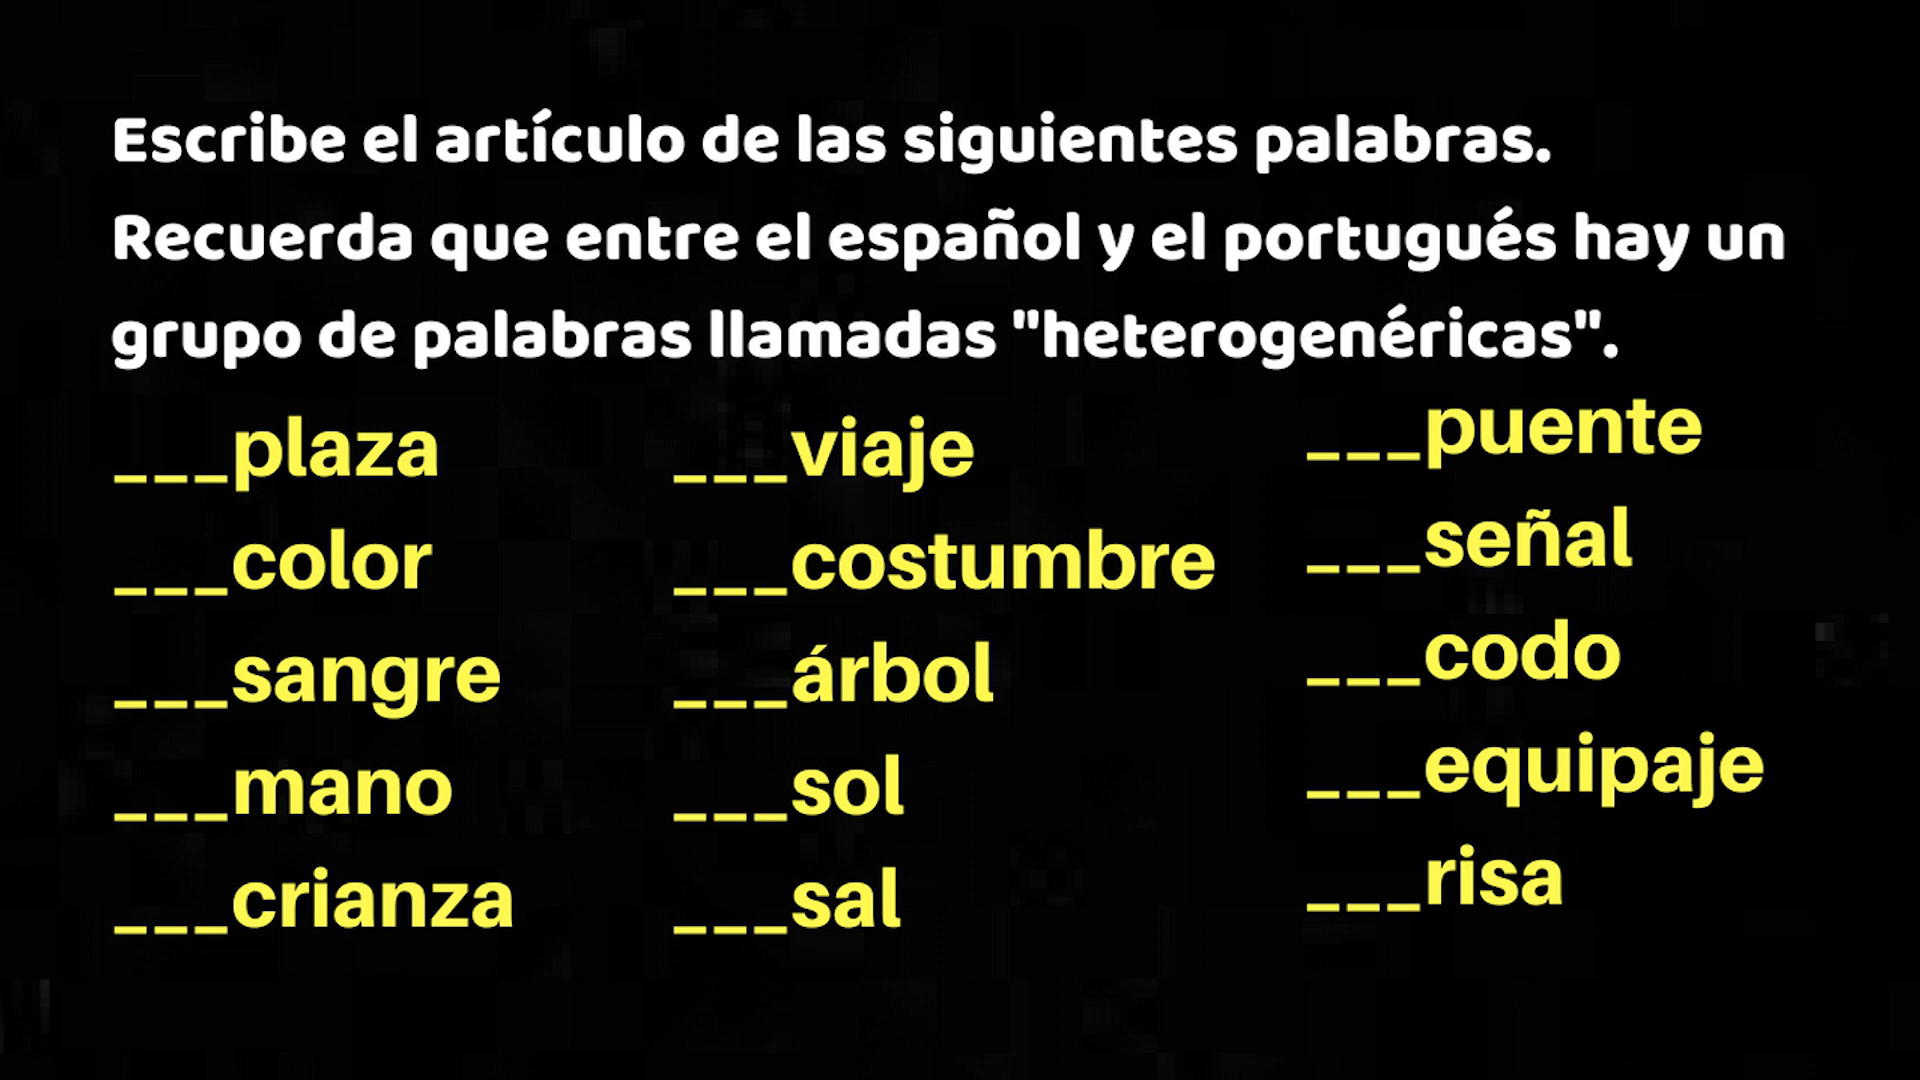 Escribe el artículo de las siguientes palabras.
Recuerda que entre el español y el portugués hay un
grupo de palabras llamadas "heterogenéricas".
___plaza
___color
___sangre
___mano
___crianza
___viaje
___costumbre
___árbol
___sol
___sal
___puente
___señal
___codo
___equipaje
___risa